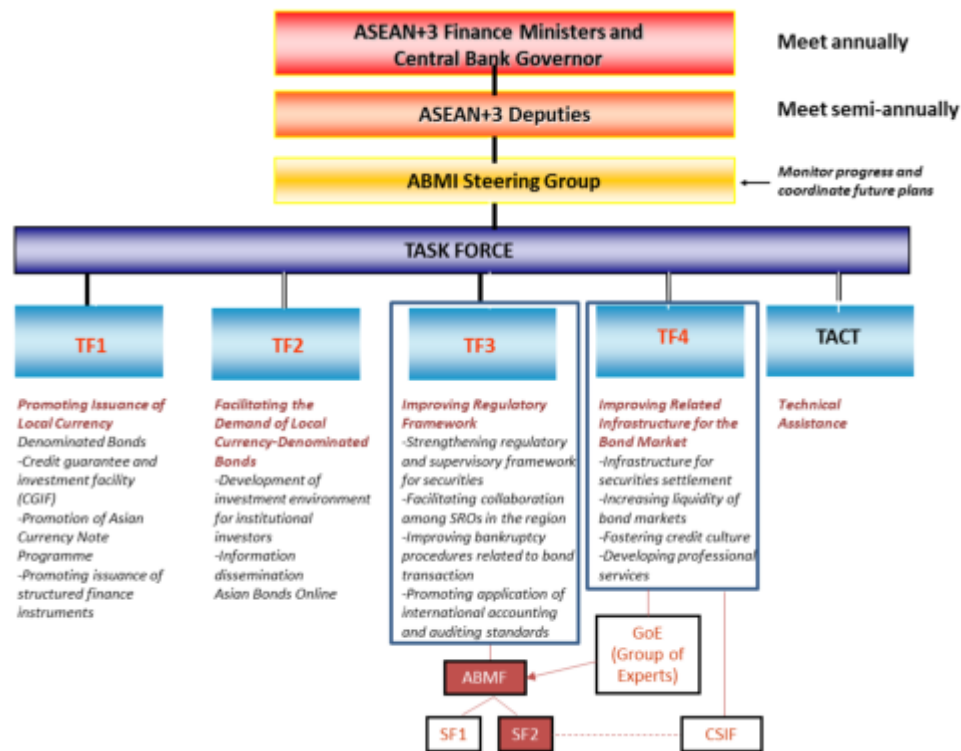 ASEAN+3 Finance Ministers and
Central Bank Governor
Meet annually
ASEAN+3 Deputies
Meet semi-annually
ABMI Steering Group
Monitor progress and
coordinate future plans
TASK FORCE
TF1
TF2
TF3
TF4
TACT
Promoting Issuance of
Local Currency
Denominated Bonds
-Credit guarantee and
investment facility
(CGIF)
-Promotion of Asian
Currency Note
Programme
-Promoting issuance of
structured finance
instruments
Facilitating the
Demand of Local
Currency-Denominated
Bonds
-Development of
investment environment
for institutional
investors
-Information
dissemination
Asian Bonds Online
Improving Regulatory
Framework
-Strengthening regulatory
and supervisory framework
for securities
-Facilitating collaboration
among SROs in the region
-Improving bankruptcy
procedures related to bond
transaction
-Promoting application of
international accounting
and auditing standards
Improving Related
Infrastructure for the
Bond Market
-Infrastructure for
securities settlement
-Increasing liquidity of
bond markets
-Fostering credit culture
-Developing professional
services
Technical
Assistance
GoE
(Group of
Experts)
ABMF
SF1
SF2
CSIF